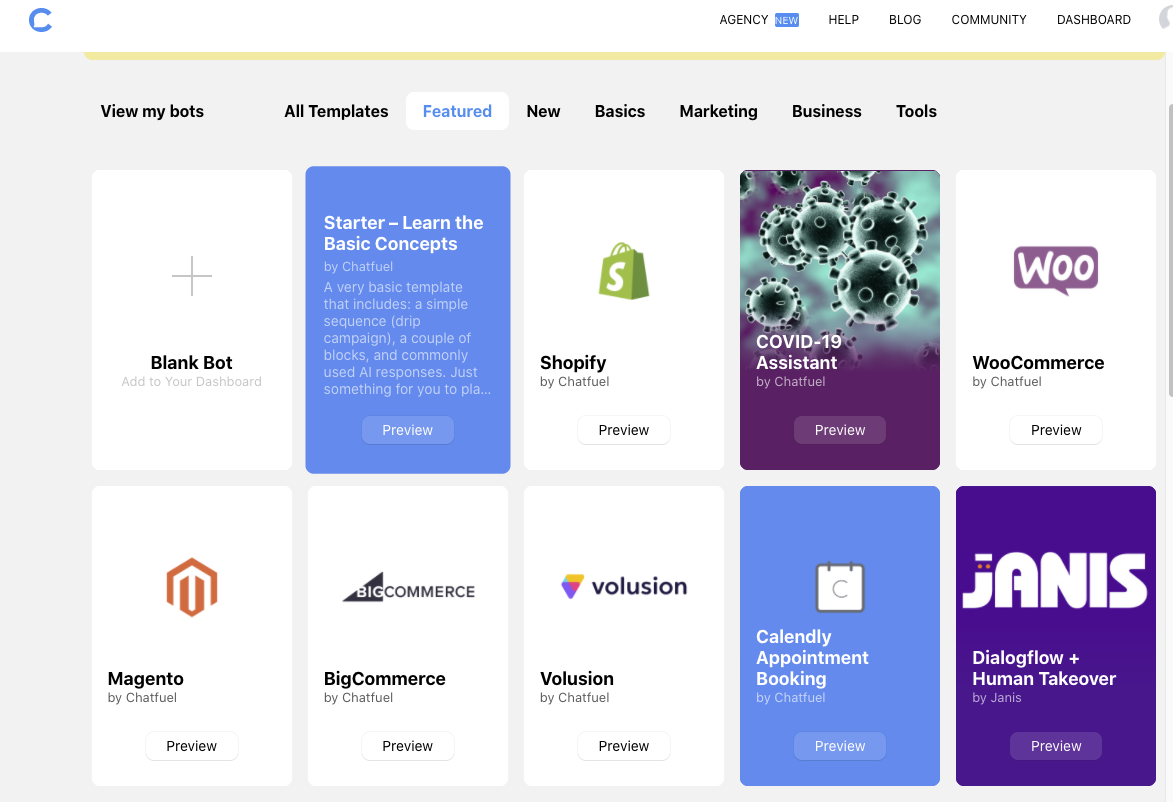 AGENCY NEW HELP BLOG COMMUNITY DASHBOARD
View my bots All Templates Featured New Basics Marketing Business Tools
Blank Bot
Add to Your Dashboard
Starter – Learn the
Basic Concepts
by Chatfuel
A very basic template
that includes: a simple
sequence (drip
campaign), a couple of
blocks, and commonly
used AI responses. Just
something for you to pla...
Preview
Shopify
by Chatfuel
Preview
COVID-19
Assistant
by Chatfuel
Preview
WOO
WooCommerce
by Chatfuel
Preview
Magento
by Chatfuel
Preview
BIGCOMMERCE
BigCommerce
by Chatfuel
Preview
volusion
Volusion
by Chatfuel
Preview
C
Calendly
Appointment
Booking
by Chatfuel
Preview
jANIS
Dialogflow +
Human Takeover
by Janis
Preview